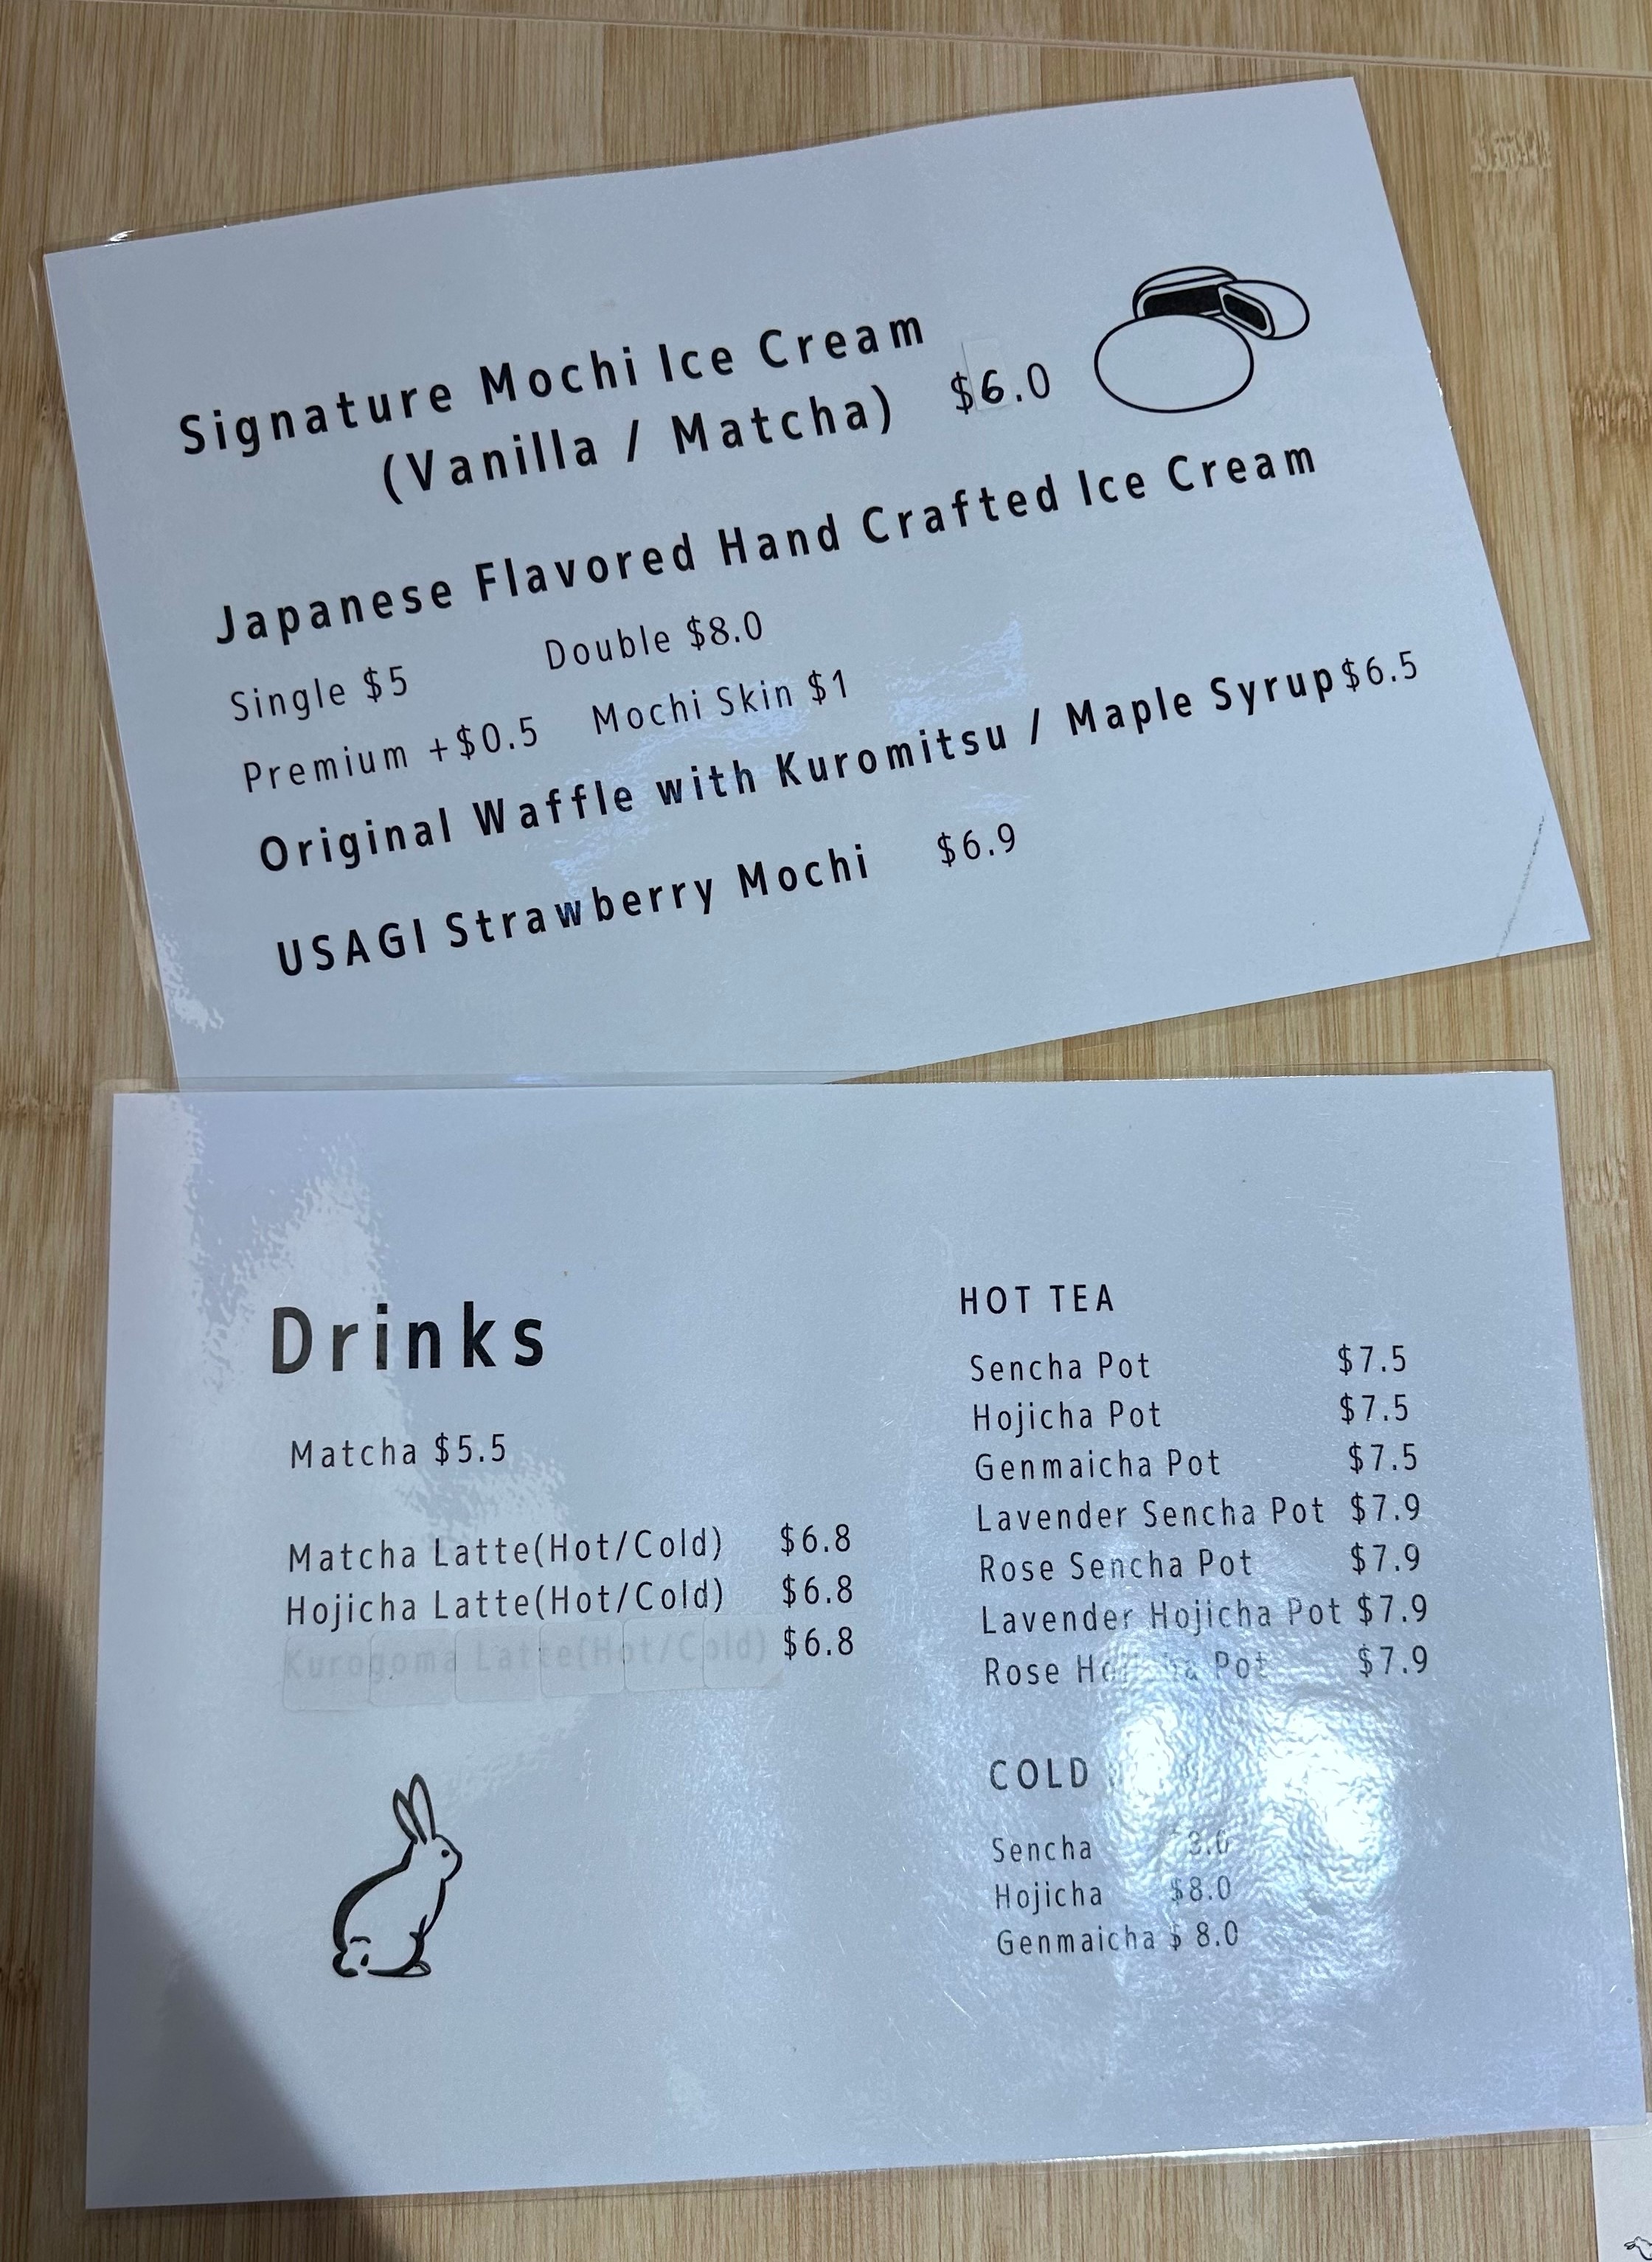 Signature Mochi Ice Cream
(Vanilla / Matcha) $6.0
Japanese Flavored Hand Crafted Ice Cream
Single $5 Double $8.0
Premium +$0.5 Mochi Skin $1
Original Waffle with Kuromitsu / Maple Syrup $6.5
USAGI Strawberry Mochi $6.9
Drinks
Matcha $5.5
Matcha Latte(Hot/Cold) $6.8
Hojicha Latte(Hot/Cold) $6.8
Kurogoma Latte(Hot/Cold) $6.8
HOT TEA
Sencha Pot $7.5
Hojicha Pot $7.5
Genmaicha Pot $7.5
Lavender Sencha Pot $7.9
Rose Sencha Pot $7.9
Lavender Hojicha Pot $7.9
Rose Hojicha Pot $7.9
COLD
Sencha
Hojicha $8.0
Genmaicha $ 8.0